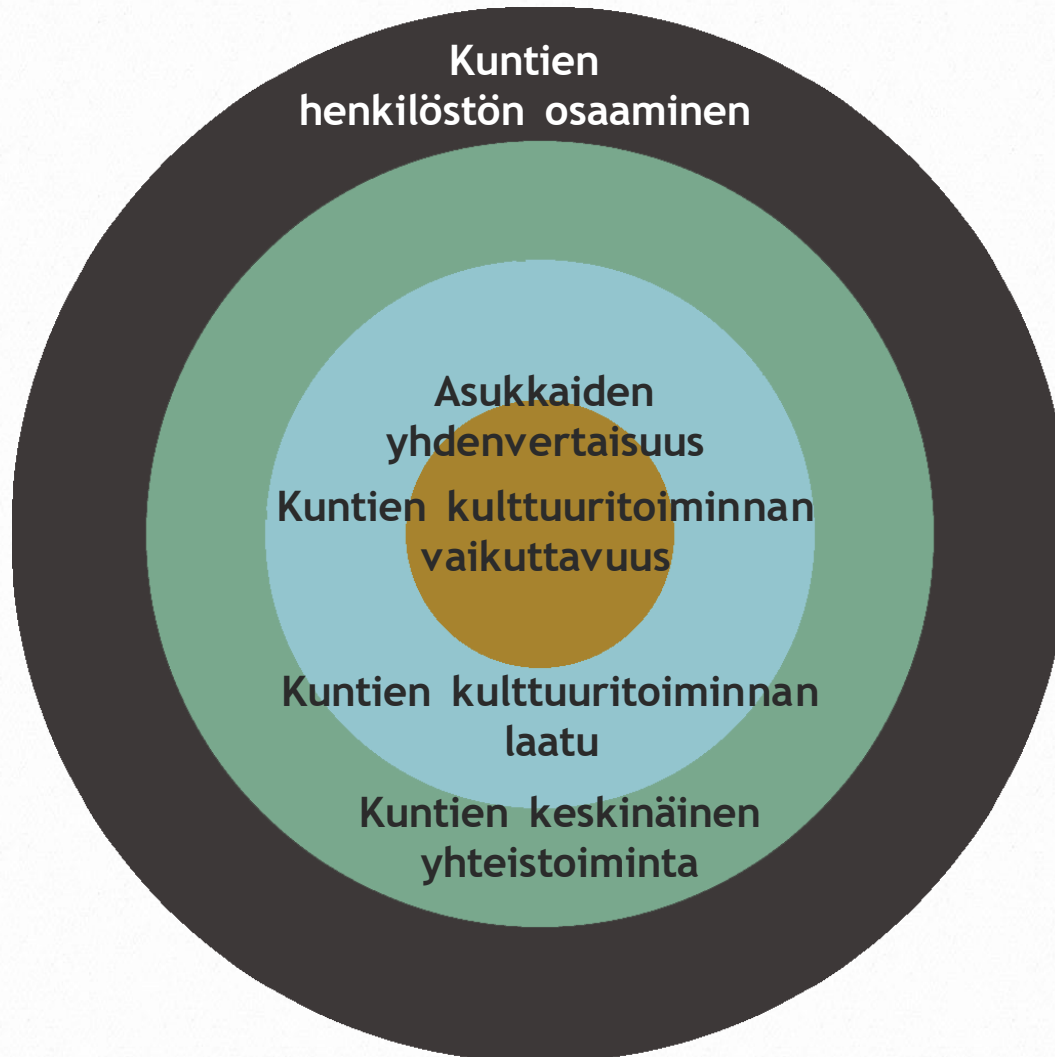 Kuntien
henkilöstön osaaminen
Asukkaiden
yhdenvertaisuus
Kuntien kulttuuritoiminnan
vaikuttavuus
Kuntien kulttuuritoiminnan
laatu
Kuntien keskinäinen
yhteistoiminta